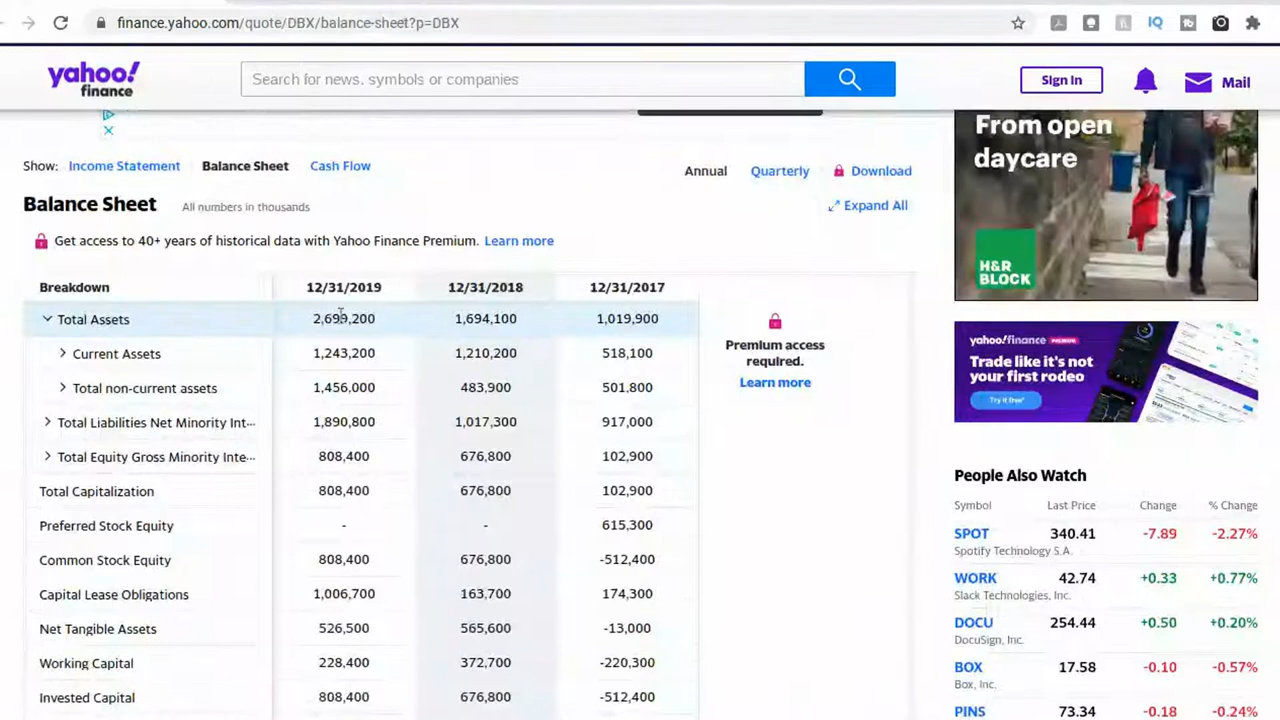 finance.yahoo.com/quote/DBX/balance-sheet?p=DBX
yahoo! finance
Search for news, symbols or companies
Sign In
Mail
Show: Income Statement Balance Sheet Cash Flow
Annual Quarterly Download
Balance Sheet All numbers in thousands
Expand All
Get access to 40+ years of historical data with Yahoo Finance Premium. Learn more
Breakdown 12/31/2019 12/31/2018 12/31/2017
Total Assets 2,699,200 1,694,100 1,019,900
Current Assets 1,243,200 1,210,200 518,100
Total non-current assets 1,456,000 483,900 501,800
Total Liabilities Net Minority Int... 1,890,800 1,017,300 917,000
Total Equity Gross Minority Inte... 808,400 676,800 102,900
Total Capitalization 808,400 676,800 102,900
Preferred Stock Equity - - 615,300
Common Stock Equity 808,400 676,800 -512,400
Capital Lease Obligations 1,006,700 163,700 174,300
Net Tangible Assets 526,500 565,600 -13,000
Working Capital 228,400 372,700 -220,300
Invested Capital 808,400 676,800 -512,400
Premium access
required.
Learn more
From open
daycare
H&R
BLOCK
yahoo!finance PREMIUM
Trade like it's not
your first rodeo
Try it free*
People Also Watch
Symbol Last Price Change % Change
SPOT 340.41 -7.89 -2.27%
Spotify Technology S.A.
WORK 42.74 +0.33 +0.77%
Slack Technologies, Inc.
DOCU 254.44 +0.50 +0.20%
DocuSign, Inc.
BOX 17.58 -0.10 -0.57%
Box, Inc.
PINS 73.34 -0.18 -0.24%